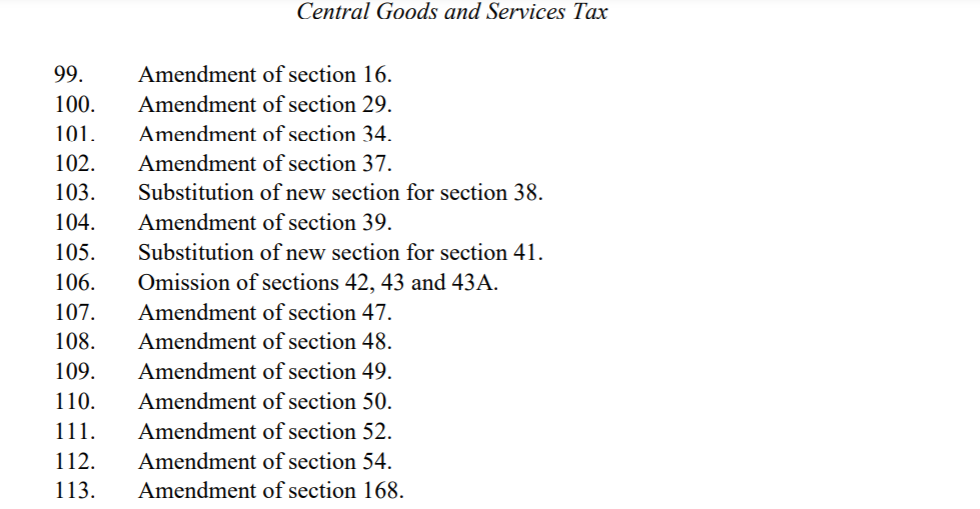 Central Goods and Services Tax
99. Amendment of section 16.
100. Amendment of section 29.
101. Amendment of section 34.
102. Amendment of section 37.
103. Substitution of new section for section 38.
104. Amendment of section 39.
105. Substitution of new section for section 41.
106. Omission of sections 42, 43 and 43A.
107. Amendment of section 47.
108. Amendment of section 48.
109. Amendment of section 49.
110. Amendment of section 50.
111. Amendment of section 52.
112. Amendment of section 54.
113. Amendment of section 168.